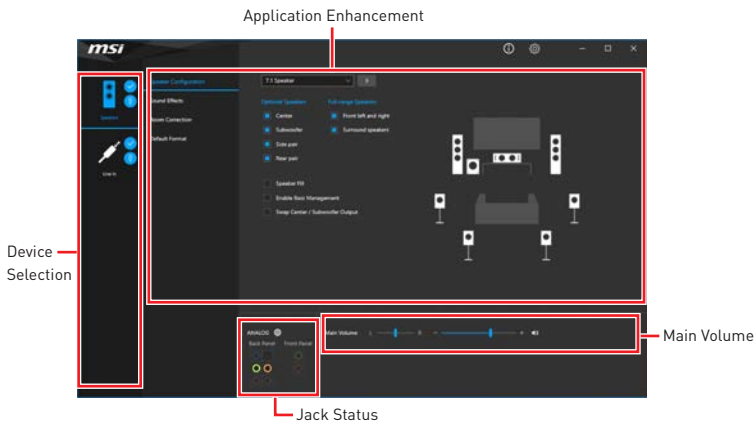 Application Enhancement
msi
Speaker Configuration
Sound Effects
Room Correction
Default Format
Speakers
Line In
7.1 Speaker
Optional Speakers
Full-range Speakers
Center
Front left and right
Subwoofer
Surround speakers
Side pair
Rear pair
Speaker Fill
Enable Bass Management
Swap Center / Subwoofer Output
Device
Selection
ANALOG
Back Panel Front Panel
Main Volume L R - +
Main Volume
Jack Status